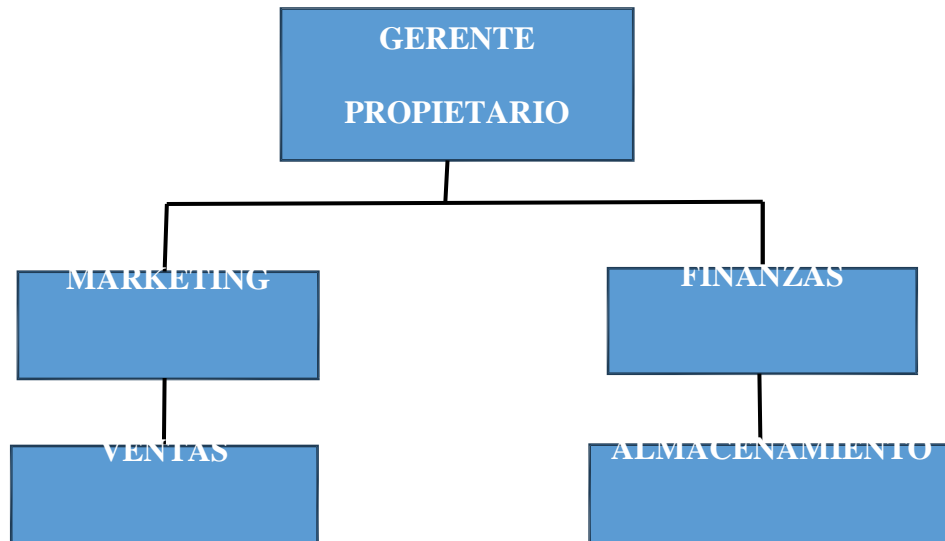 GERENTE
PROPIETARIO
MARKETING
FINANZAS
VENTAS
ALMACENAMIENTO